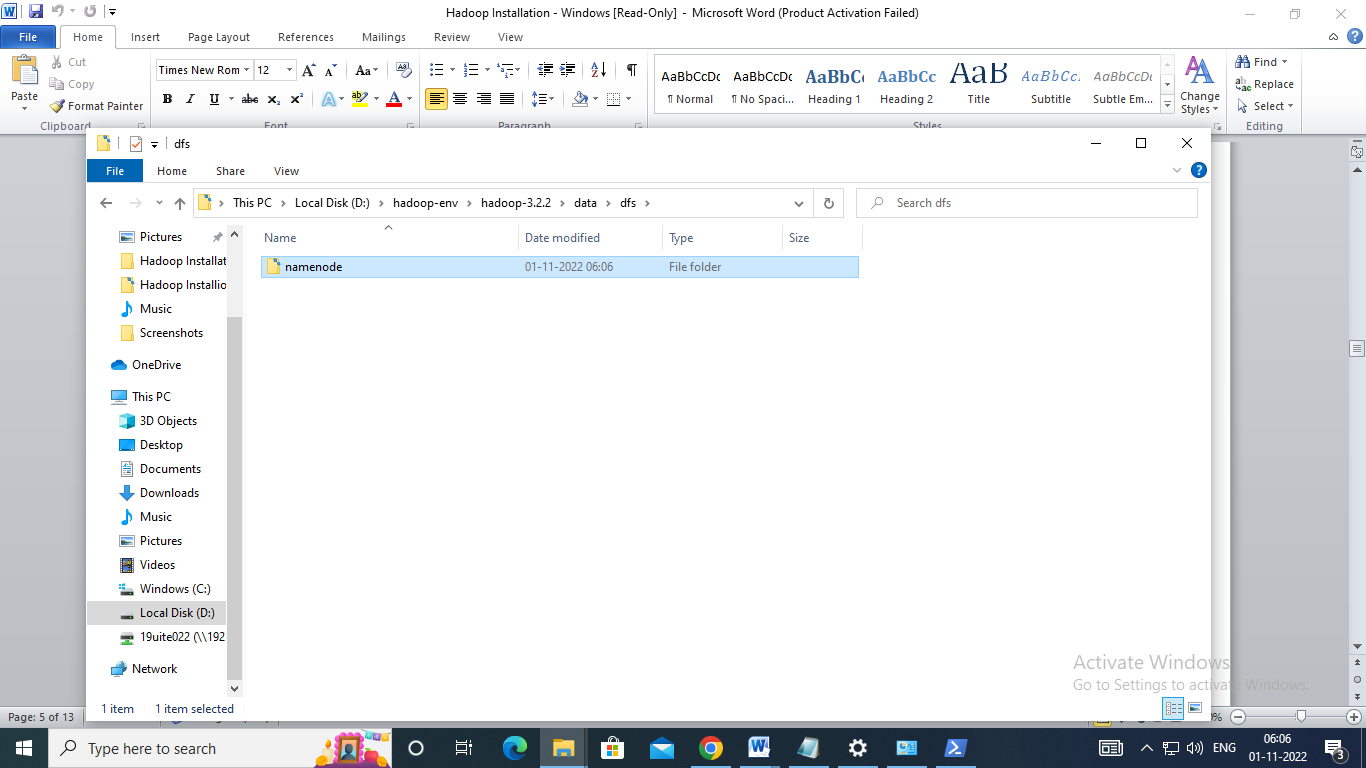 Hadoop Installation - Windows [Read-Only] - Microsoft Word (Product Activation Failed)
File Home Insert Page Layout References Mailings Review View
Paste
Cut
Copy
Format Painter
Clipboard
Times New Rom 12
Font
Paragraph
AaBbCcDc AaBbCcDc AaBbCc AaBbCc AaB AaBbCc. AaBbCcDc
¶ Normal ¶ No Spaci... Heading 1 Heading 2 Title Subtitle Subtle Em...
Change
Styles
Styles
Find
Replace
Select
Editing
dfs
File Home Share View
This PC > Local Disk (D:) > hadoop-env > hadoop-3.2.2 > data > dfs >
Search dfs
Name Date modified Type Size
namenode 01-11-2022 06:06 File folder
Pictures
Hadoop Installat
Hadoop Installio
Music
Screenshots
OneDrive
This PC
3D Objects
Desktop
Documents
Downloads
Music
Pictures
Videos
Windows (C:)
Local Disk (D:)
19uite022 (\\192
Network
1 item 1 item selected
Activate Windows
Go to Settings to activate Windows.
Page: 5 of 13
Type here to search
ENG
06:06
01-11-2022
3